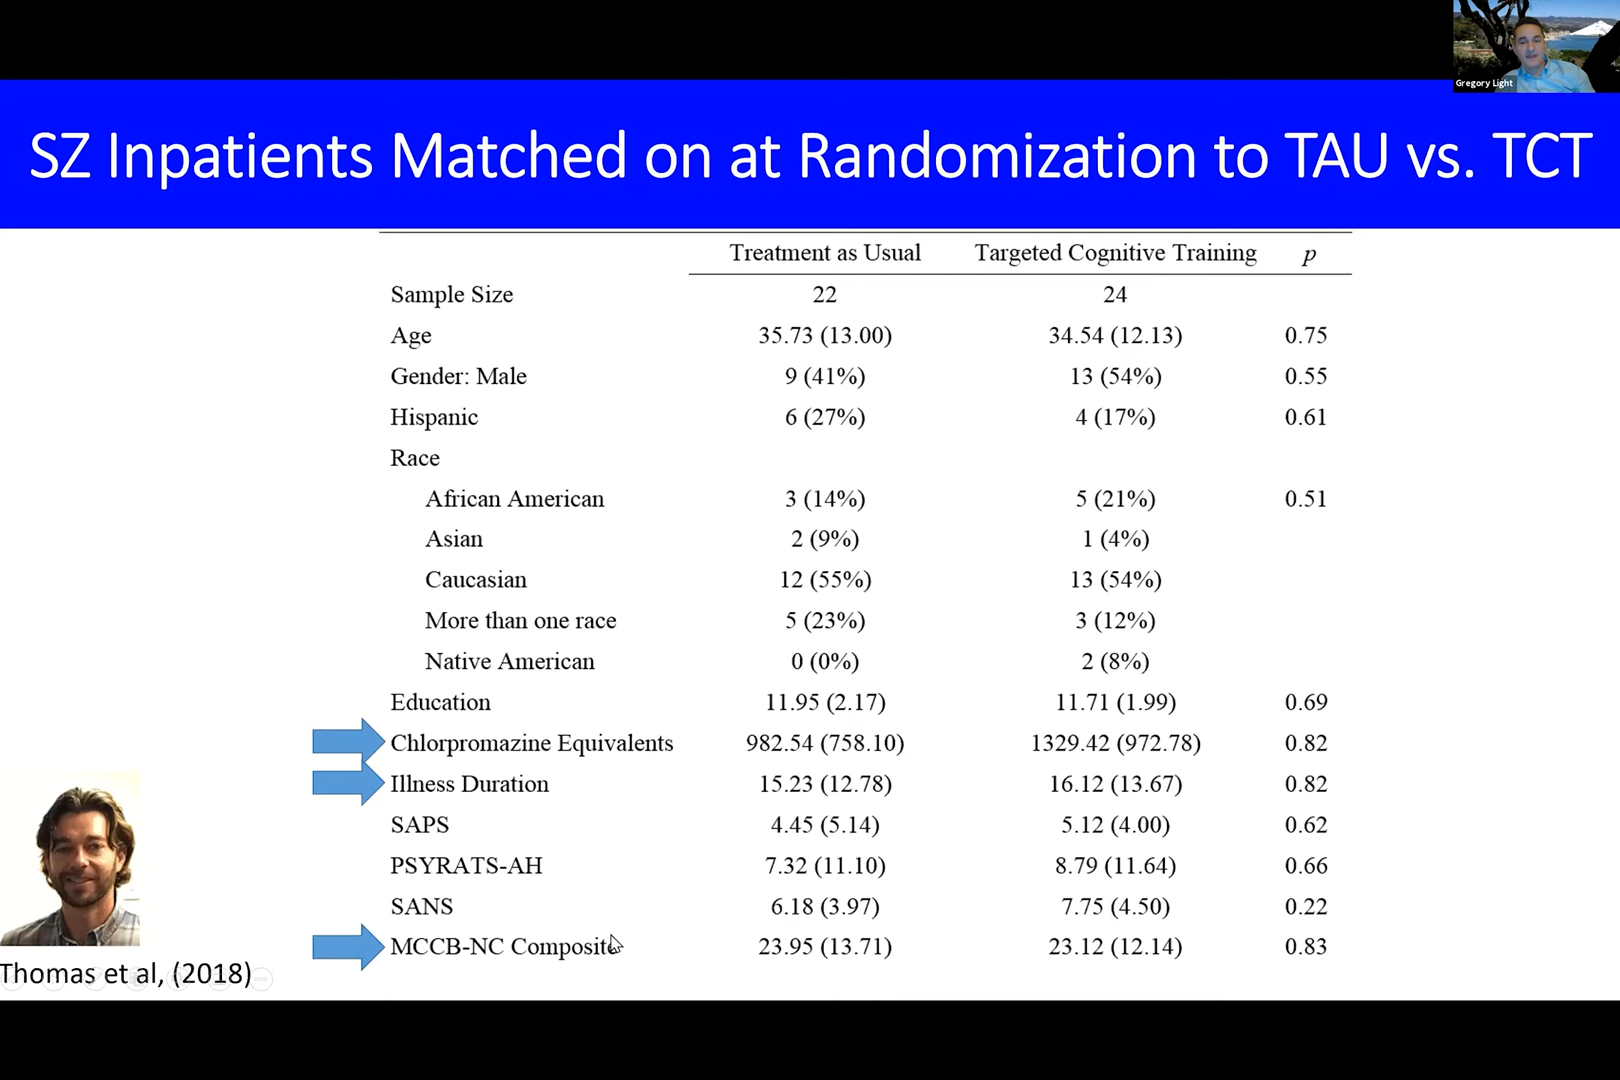 Gregory Light
SZ Inpatients Matched on at Randomization to TAU vs. TCT
Treatment as Usual Targeted Cognitive Training p
Sample Size 22 24
Age 35.73 (13.00) 34.54 (12.13) 0.75
Gender: Male 9 (41%) 13 (54%) 0.55
Hispanic 6 (27%) 4 (17%) 0.61
Race
African American 3 (14%) 5 (21%) 0.51
Asian 2 (9%) 1 (4%)
Caucasian 12 (55%) 13 (54%)
More than one race 5 (23%) 3 (12%)
Native American 0 (0%) 2 (8%)
Education 11.95 (2.17) 11.71 (1.99) 0.69
Chlorpromazine Equivalents 982.54 (758.10) 1329.42 (972.78) 0.82
Illness Duration 15.23 (12.78) 16.12 (13.67) 0.82
SAPS 4.45 (5.14) 5.12 (4.00) 0.62
PSYRATS-AH 7.32 (11.10) 8.79 (11.64) 0.66
SANS 6.18 (3.97) 7.75 (4.50) 0.22
MCCB-NC Composite 23.95 (13.71) 23.12 (12.14) 0.83
Thomas et al, (2018)